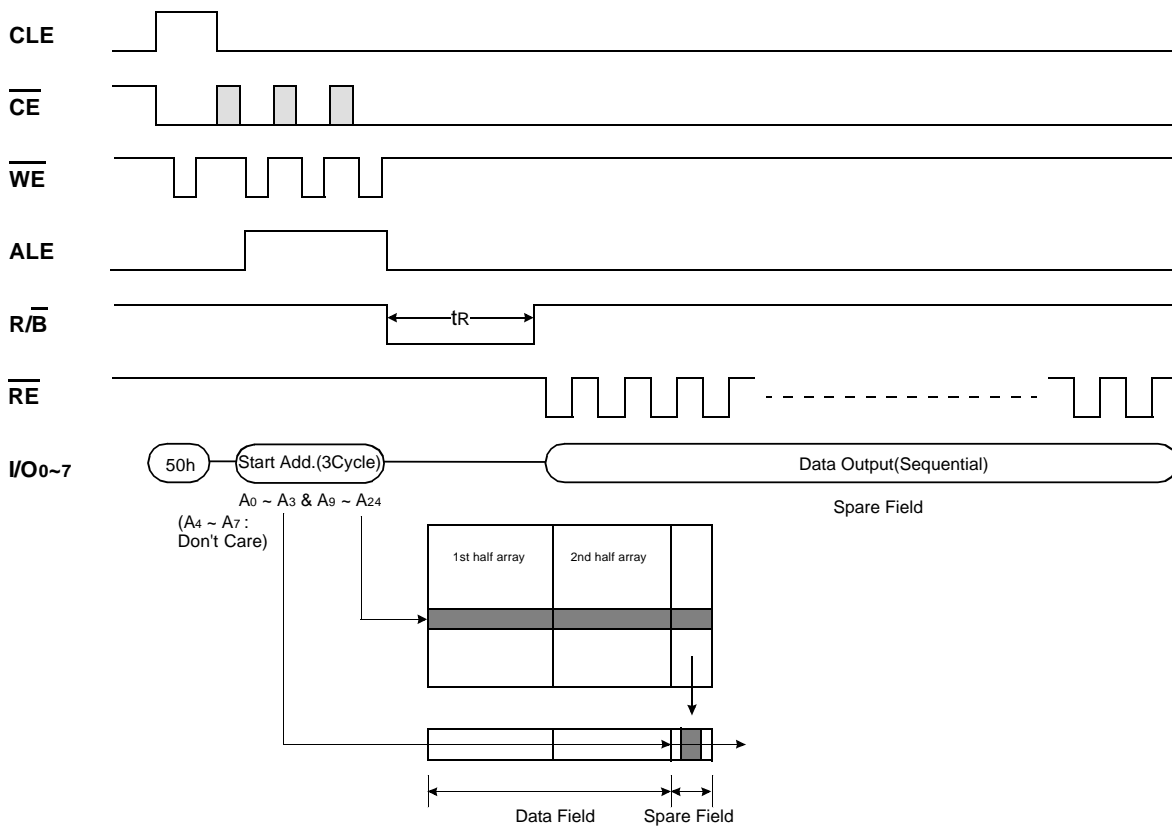 CLE
CE
WE
ALE
R/B
tR
RE
I/O0~7
50h
Start Add.(3Cycle)
Data Output(Sequential)
A0 ~ A3 & A9 ~ A24
Spare Field
(A4 ~ A7 :
Don't Care)
1st half array
2nd half array
Data Field
Spare Field